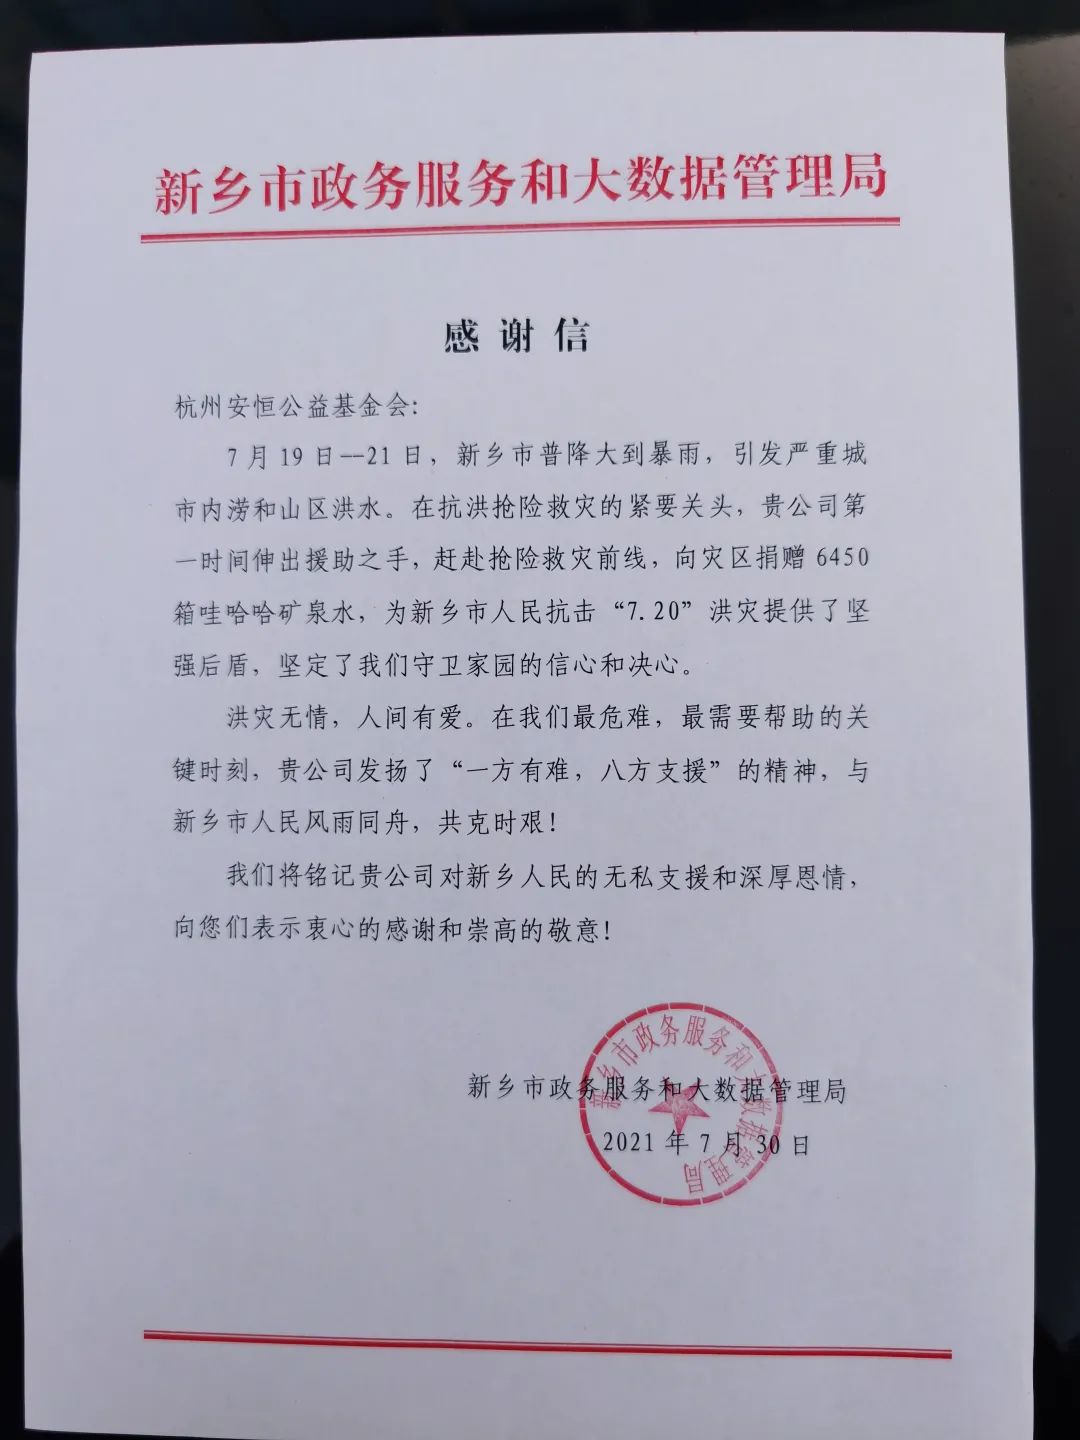 新乡市政务服务和大数据管理局
感谢信
杭州安恒公益基金会:
7月19日—21日，新乡市普降大到暴雨，引发严重城
市内涝和山区洪水。在抗洪抢险救灾的紧要关头，贵公司第
一时间伸出援助之手，赶赴抢险救灾前线，向灾区捐赠6450
箱哇哈哈矿泉水，为新乡市人民抗击“7.20”洪灾提供了坚
强后盾，坚定了我们守卫家园的信心和决心。
洪灾无情，人间有爱。在我们最危难，最需要帮助的关
键时刻，贵公司发扬了“一方有难，八方支援”的精神，与
新乡市人民风雨同舟，共克时艰！
我们将铭记贵公司对新乡人民的无私支援和深厚恩情，
向您们表示衷心的感谢和崇高的敬意！
新乡市政务服务和大数据管理局
2021年7月30日
新乡市政务服务和大数据管理局